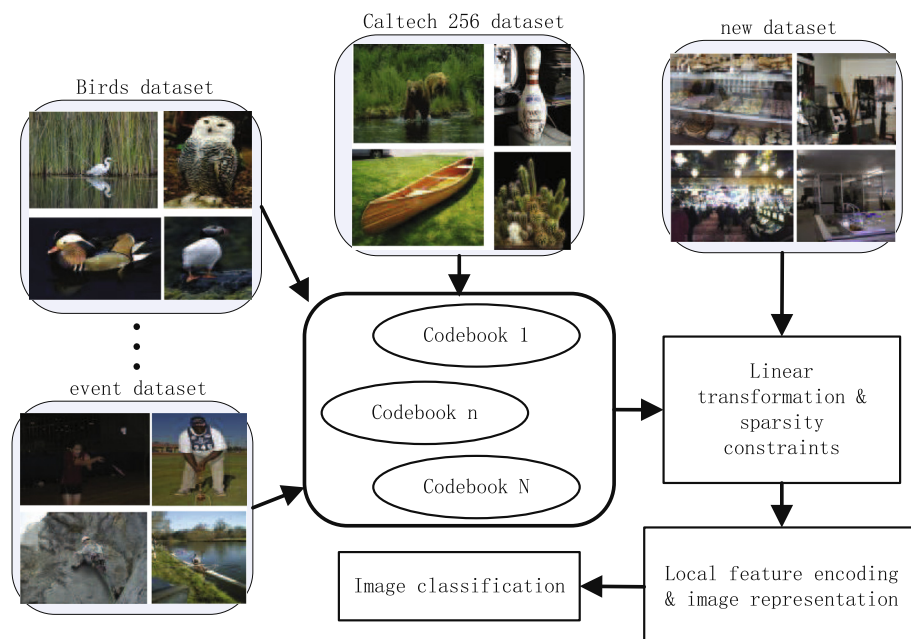 Caltech 256 dataset
new dataset
Birds dataset
event dataset
Codebook 1
Codebook n
Codebook N
Linear
transformation &
sparsity
constraints
Local feature encoding
& image representation
Image classification